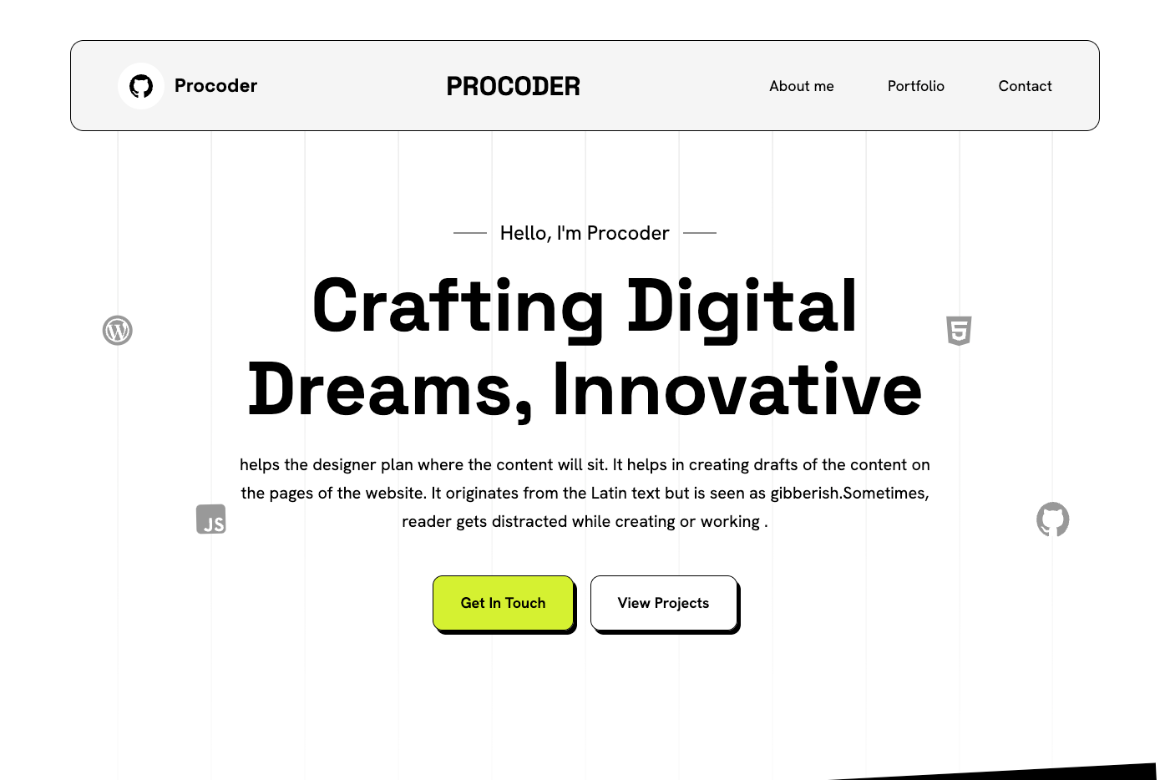 Procoder
PROCODER
About me
Portfolio
Contact
Hello, I'm Procoder
Crafting Digital
Dreams, Innovative
helps the designer plan where the content will sit. It helps in creating drafts of the content on
the pages of the website. It originates from the Latin text but is seen as gibberish.Sometimes,
reader gets distracted while creating or working .
JS
Get In Touch
View Projects